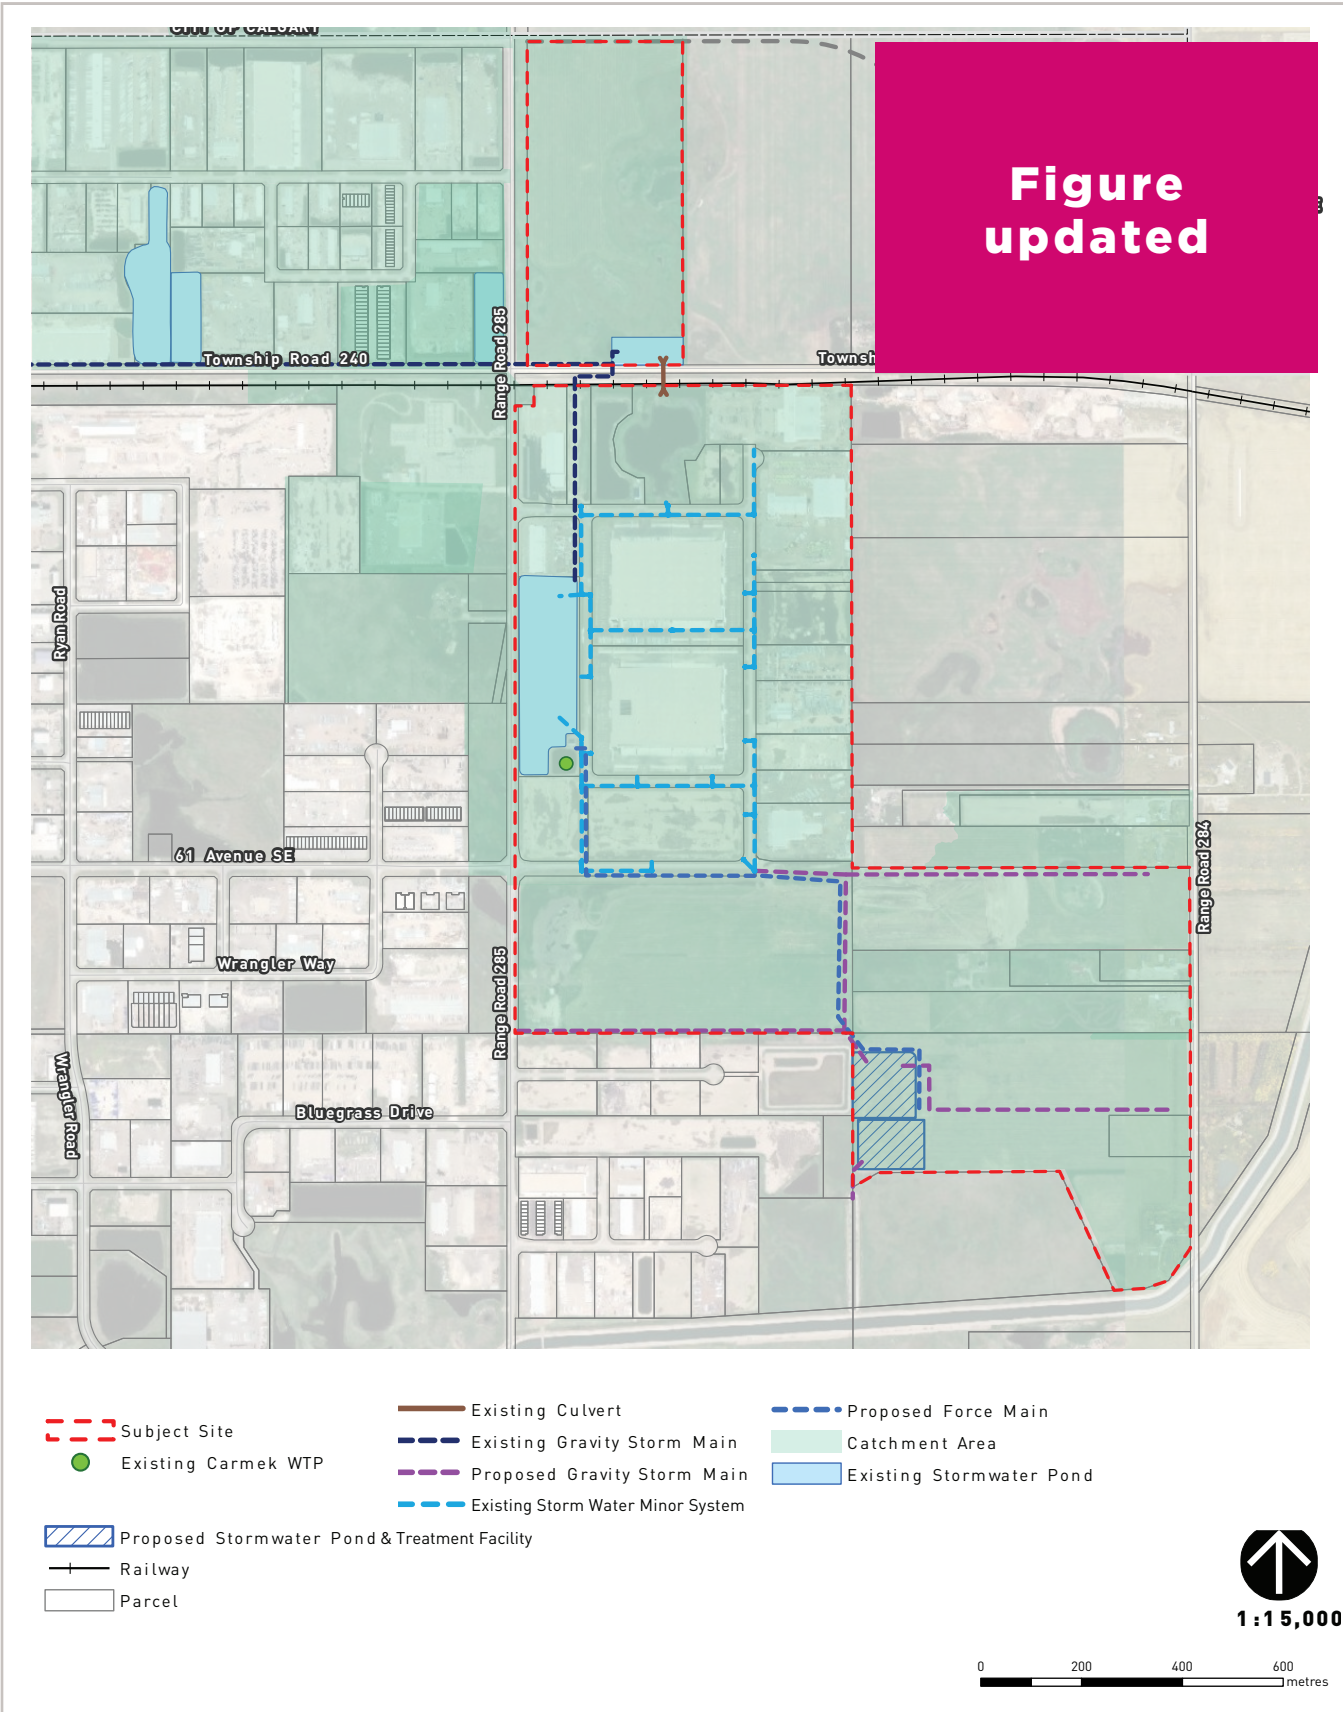 CITY OF CALGARY
Figure
updated
Range Road 285
Township Road 240
Townsh
Ryan Road
61 Avenue SE
Range Road 284
Wrangler Way
Range Road 285
Wrangler Road
Bluegrass Drive
Subject Site
Existing Carmek WTP
Existing Culvert
Existing Gravity Storm Main
Proposed Gravity Storm Main
Existing Storm Water Minor System
Proposed Force Main
Catchment Area
Existing Stormwater Pond
Proposed Stormwater Pond & Treatment Facility
Railway
Parcel
1:15,000
0 200 400 600
metres